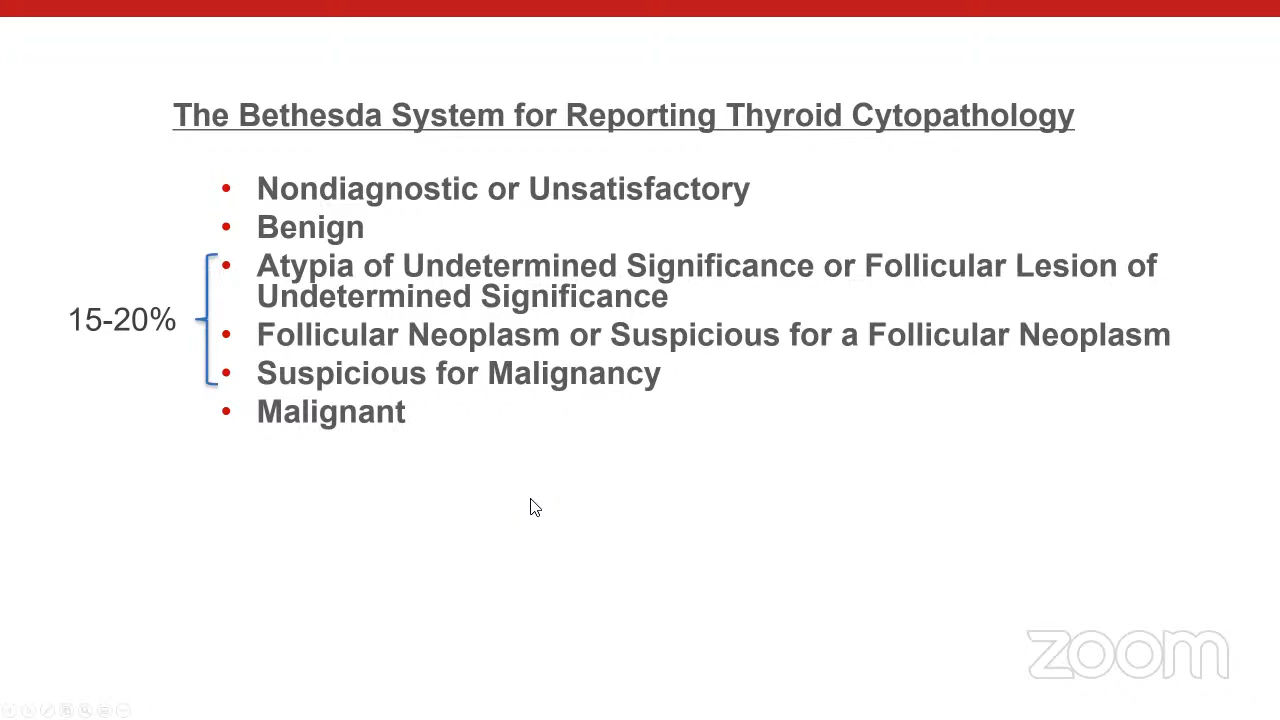 The Bethesda System for Reporting Thyroid Cytopathology
• Nondiagnostic or Unsatisfactory
• Benign
• Atypia of Undetermined Significance or Follicular Lesion of
Undetermined Significance
15-20%
• Follicular Neoplasm or Suspicious for a Follicular Neoplasm
• Suspicious for Malignancy
• Malignant
zoom